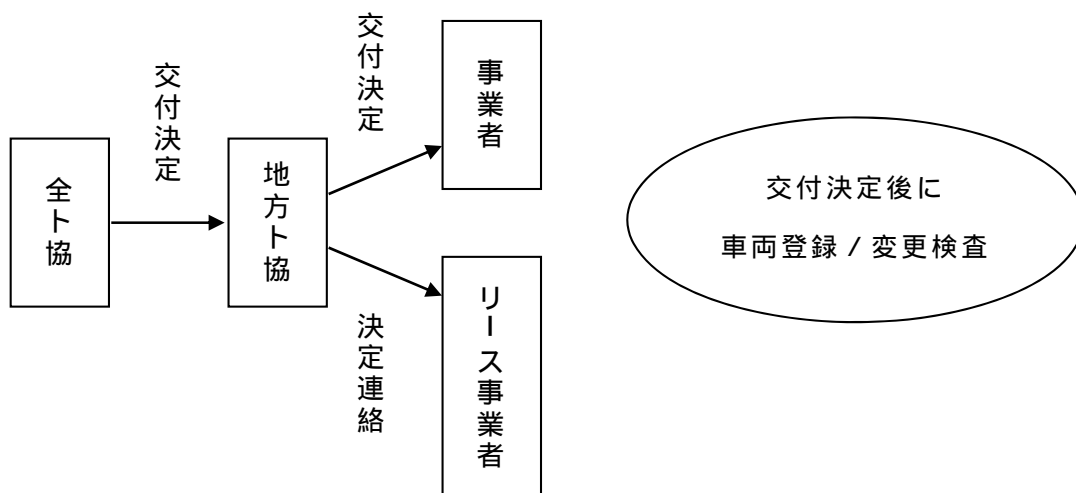 全ト協
交付決定
地方ト協
交付決定
事業者
決定連絡
リース事業者
交付決定後に
車両登録/変更検査